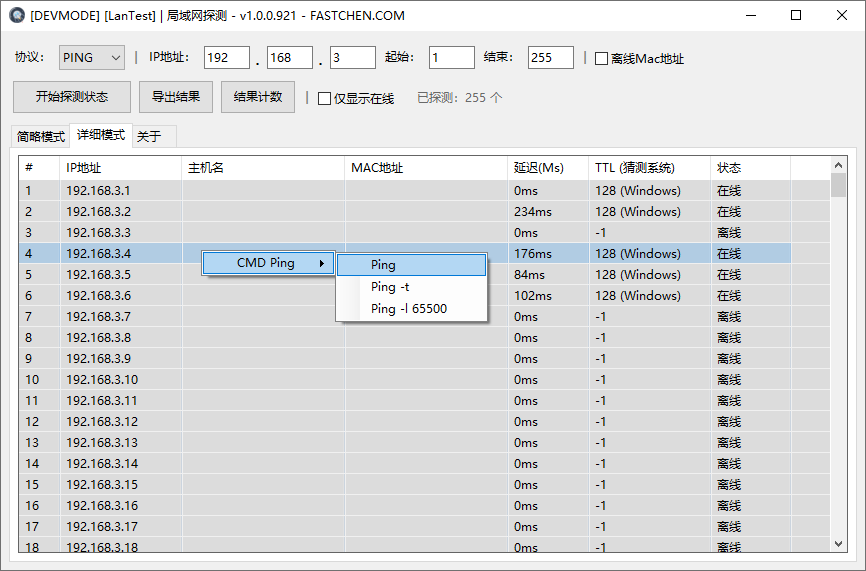 [DEVMODE] [LanTest] | 局域网探测 - v1.0.0.921 - FASTCHEN.COM
协议： PING | IP地址： 192 . 168 . 3 起始： 1 结束： 255 | 离线Mac地址
开始探测状态 导出结果 结果计数 | 仅显示在线 已探测：255 个
简略模式 详细模式 关于
# IP地址 主机名 MAC地址 延迟(Ms) TTL (猜测系统) 状态
1 192.168.3.1 0ms 128 (Windows) 在线
2 192.168.3.2 234ms 128 (Windows) 在线
3 192.168.3.3 0ms -1 离线
4 192.168.3.4 176ms 128 (Windows) 在线
CMD Ping Ping
5 192.168.3.5 84ms 128 (Windows) 在线
Ping -t
6 192.168.3.6 102ms 128 (Windows) 在线
Ping -l 65500
7 192.168.3.7 0ms -1 离线
8 192.168.3.8 0ms -1 离线
9 192.168.3.9 0ms -1 离线
10 192.168.3.10 0ms -1 离线
11 192.168.3.11 0ms -1 离线
12 192.168.3.12 0ms -1 离线
13 192.168.3.13 0ms -1 离线
14 192.168.3.14 0ms -1 离线
15 192.168.3.15 0ms -1 离线
16 192.168.3.16 0ms -1 离线
17 192.168.3.17 0ms -1 离线
18 192.168.3.18 0ms -1 离线